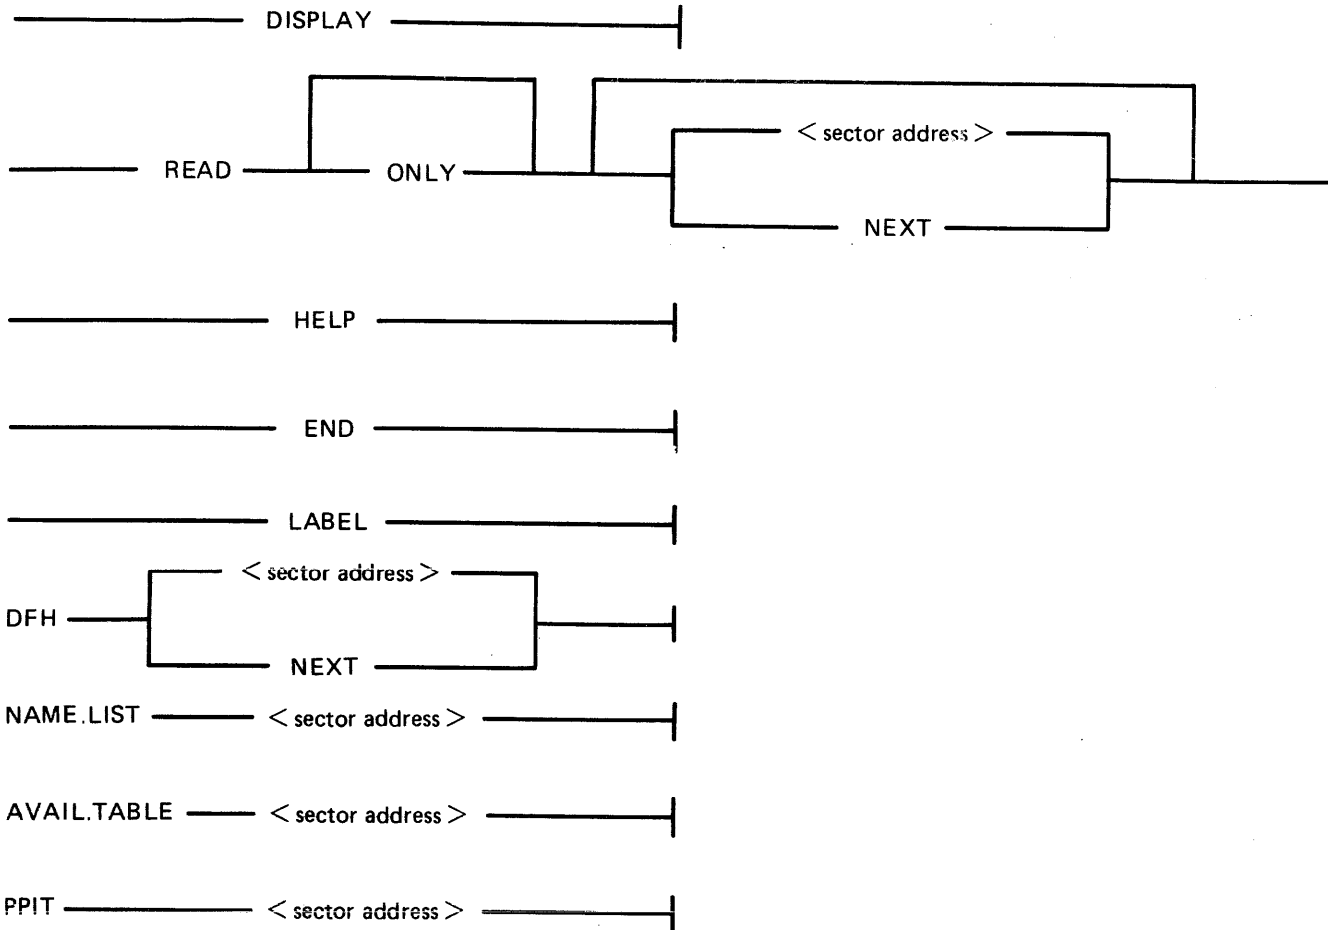 DISPLAY
< sector address >
READ ONLY
NEXT
HELP
END
LABEL
< sector address >
DFH
NEXT
NAME.LIST < sector address >
AVAIL.TABLE < sector address >
PPIT < sector address >